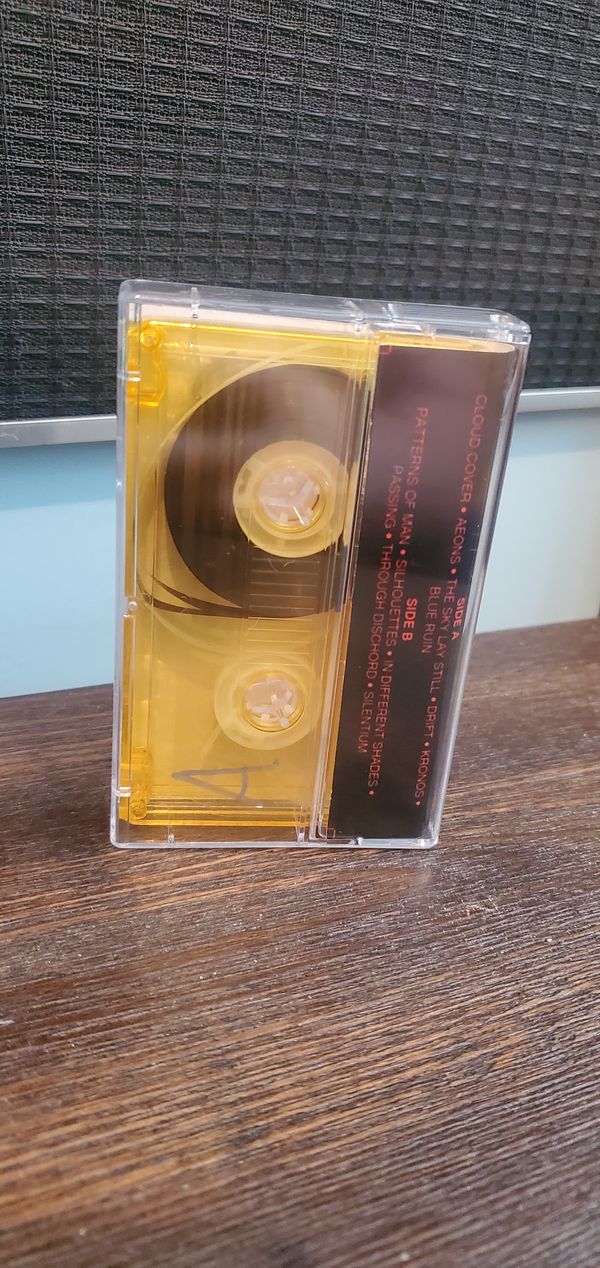 SIDE A
CLOUD COVER • AEONS • THE SKY LAY STILL • DRIFT • KRONOS •
BLUE RUIN
SIDE B
PATTERNS OF MAN • SILHOUETTES • IN DIFFERENT SHADES •
PASSING • THROUGH DISCHORD • SILENTIUM
A